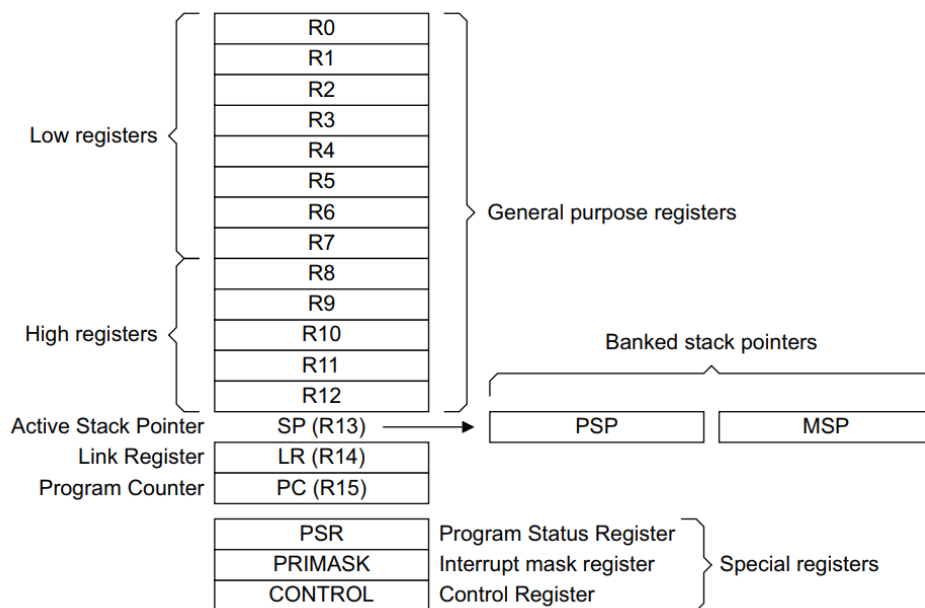 R0
R1
R2
R3
Low registers
R4
R5
R6
General purpose registers
R7
R8
R9
High registers
R10
Banked stack pointers
R11
R12
Active Stack Pointer SP (R13) PSP MSP
Link Register LR (R14)
Program Counter PC (R15)
PSR Program Status Register
PRIMASK Interrupt mask register Special registers
CONTROL Control Register